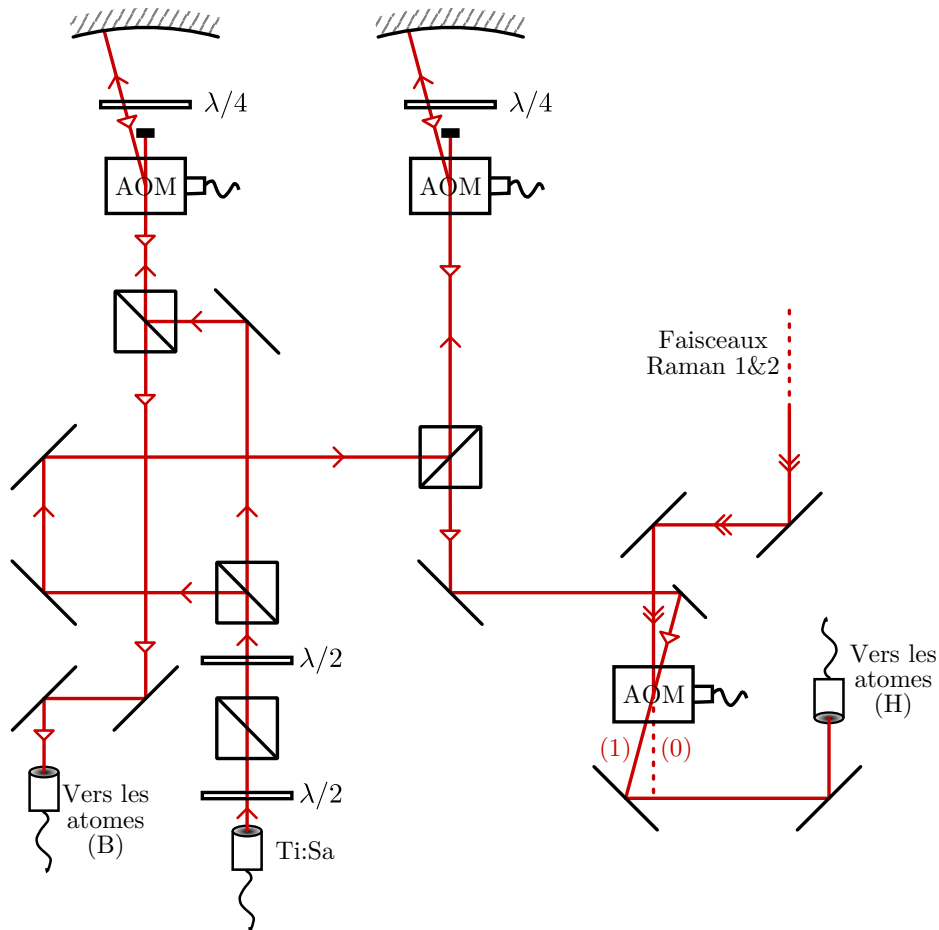 λ/4
λ/4
AOM
AOM
Faisceaux
Raman 1&2
λ/2
Vers les
atomes
(H)
AOM
(1)
(0)
λ/2
Vers les
atomes
(B)
Ti:Sa